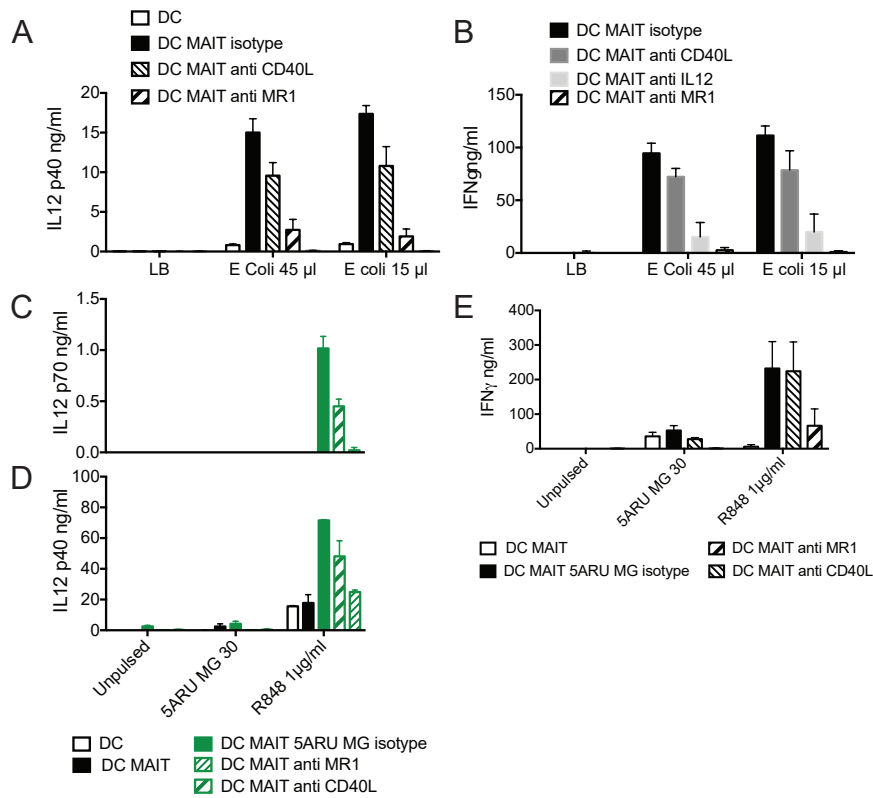 A
DC
DC MAIT isotype
DC MAIT anti CD40L
DC MAIT anti MR1
IL12 p40 ng/ml
20
15
10
5
0
LB
E Coli 45 µl
E coli 15 µl
B
DC MAIT isotype
DC MAIT anti CD40L
DC MAIT anti IL12
DC MAIT anti MR1
IFNgng/ml
100
50
0
LB
E Coli 45 µl
E coli 15 µl
C
IL12 p70 ng/ml
1.5
1.0
0.5
0.0
D
IL12 p40 ng/ml
100
80
60
40
20
0
Unpulsed
5ARU MG 30
R848 1µg/ml
DC
DC MAIT
DC MAIT 5ARU MG isotype
DC MAIT anti MR1
DC MAIT anti CD40L
E
IFNγ ng/ml
400
300
200
100
0
Unpulsed
5ARU MG 30
R848 1µg/ml
DC MAIT
DC MAIT 5ARU MG isotype
DC MAIT anti MR1
DC MAIT anti CD40L